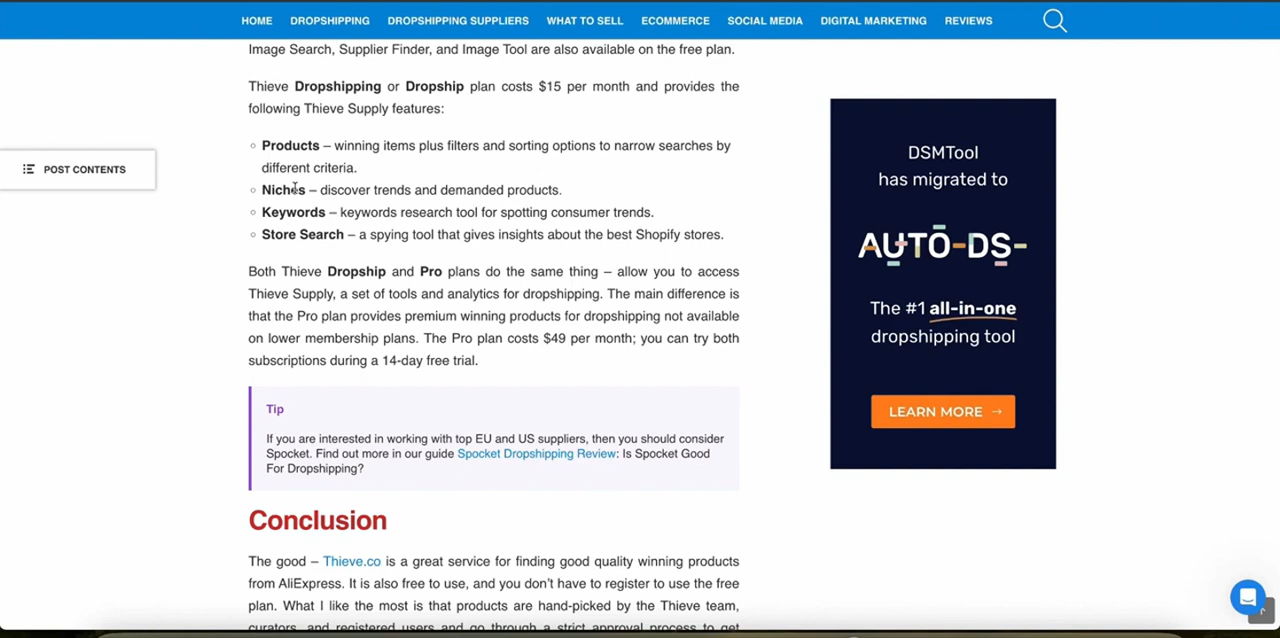 HOME DROPSHIPPING DROPSHIPPING SUPPLIERS WHAT TO SELL ECOMMERCE SOCIAL MEDIA DIGITAL MARKETING REVIEWS
Image Search, Supplier Finder, and Image Tool are also available on the free plan.
Thieve Dropshipping or Dropship plan costs $15 per month and provides the
following Thieve Supply features:
Products – winning items plus filters and sorting options to narrow searches by
different criteria.
Niches – discover trends and demanded products.
Keywords – keywords research tool for spotting consumer trends.
Store Search – a spying tool that gives insights about the best Shopify stores.
Both Thieve Dropship and Pro plans do the same thing – allow you to access
Thieve Supply, a set of tools and analytics for dropshipping. The main difference is
that the Pro plan provides premium winning products for dropshipping not available
on lower membership plans. The Pro plan costs $49 per month; you can try both
subscriptions during a 14-day free trial.
Tip
If you are interested in working with top EU and US suppliers, then you should consider
Spocket. Find out more in our guide Spocket Dropshipping Review: Is Spocket Good
For Dropshipping?
Conclusion
The good – Thieve.co is a great service for finding good quality winning products
from AliExpress. It is also free to use, and you don't have to register to use the free
plan. What I like the most is that products are hand-picked by the Thieve team,
curators, and registered users and go through a strict approval process to get
POST CONTENTS
DSMTool
has migrated to
AUTO-DS-
The #1 all-in-one
dropshipping tool
LEARN MORE →